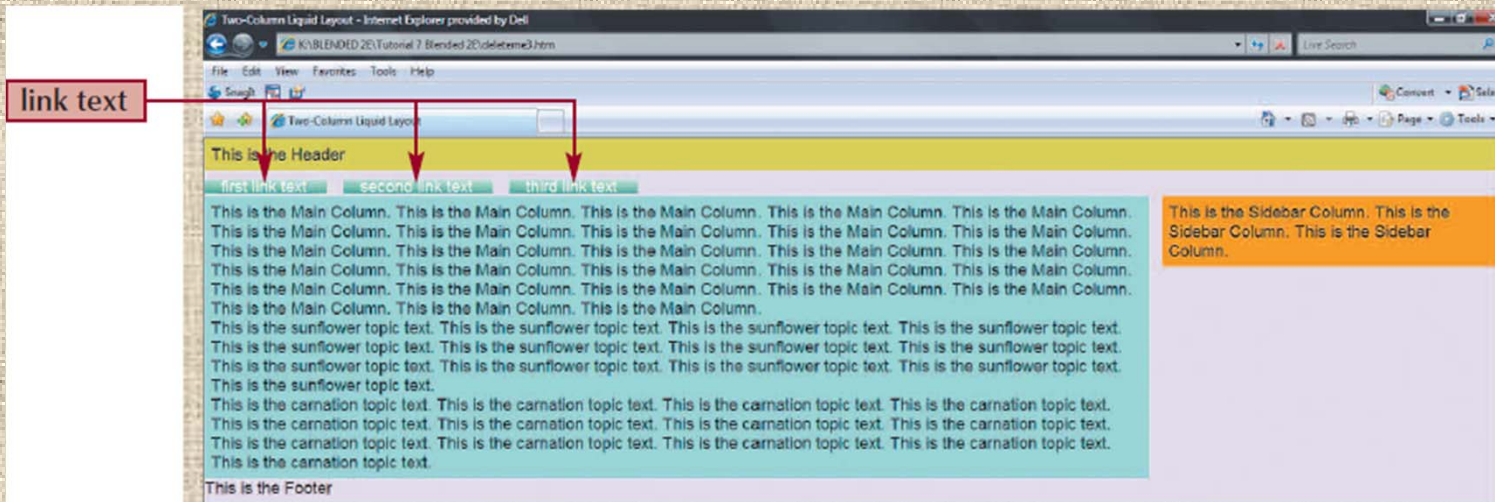 Two-Column Liquid Layout - Internet Explorer provided by Dell
K:\BLENDED 2E\Tutorial 7 Blended 2E\deleteme3.htm
Live Search
File Edit View Favorites Tools Help
link text
SnagIt
Convert
Two-Column Liquid Layout
Page Tools
This is the Header
first link text second link text third link text
This is the Main Column. This is the Main Column. This is the Main Column. This is the Main Column. This is the Main Column.
This is the Main Column. This is the Main Column. This is the Main Column. This is the Main Column. This is the Main Column.
This is the Main Column. This is the Main Column. This is the Main Column. This is the Main Column. This is the Main Column.
This is the Main Column. This is the Main Column. This is the Main Column. This is the Main Column. This is the Main Column.
This is the Main Column. This is the Main Column. This is the Main Column. This is the Main Column. This is the Main Column.
This is the Main Column. This is the Main Column. This is the Main Column.
This is the sunflower topic text. This is the sunflower topic text. This is the sunflower topic text. This is the sunflower topic text.
This is the sunflower topic text. This is the sunflower topic text. This is the sunflower topic text. This is the sunflower topic text.
This is the sunflower topic text. This is the sunflower topic text. This is the sunflower topic text. This is the sunflower topic text.
This is the sunflower topic text.
This is the carnation topic text. This is the carnation topic text. This is the carnation topic text. This is the carnation topic text.
This is the carnation topic text. This is the carnation topic text. This is the carnation topic text. This is the carnation topic text.
This is the carnation topic text. This is the carnation topic text. This is the carnation topic text. This is the carnation topic text.
This is the carnation topic text.
This is the Sidebar Column. This is the
Sidebar Column. This is the Sidebar
Column.
This is the Footer